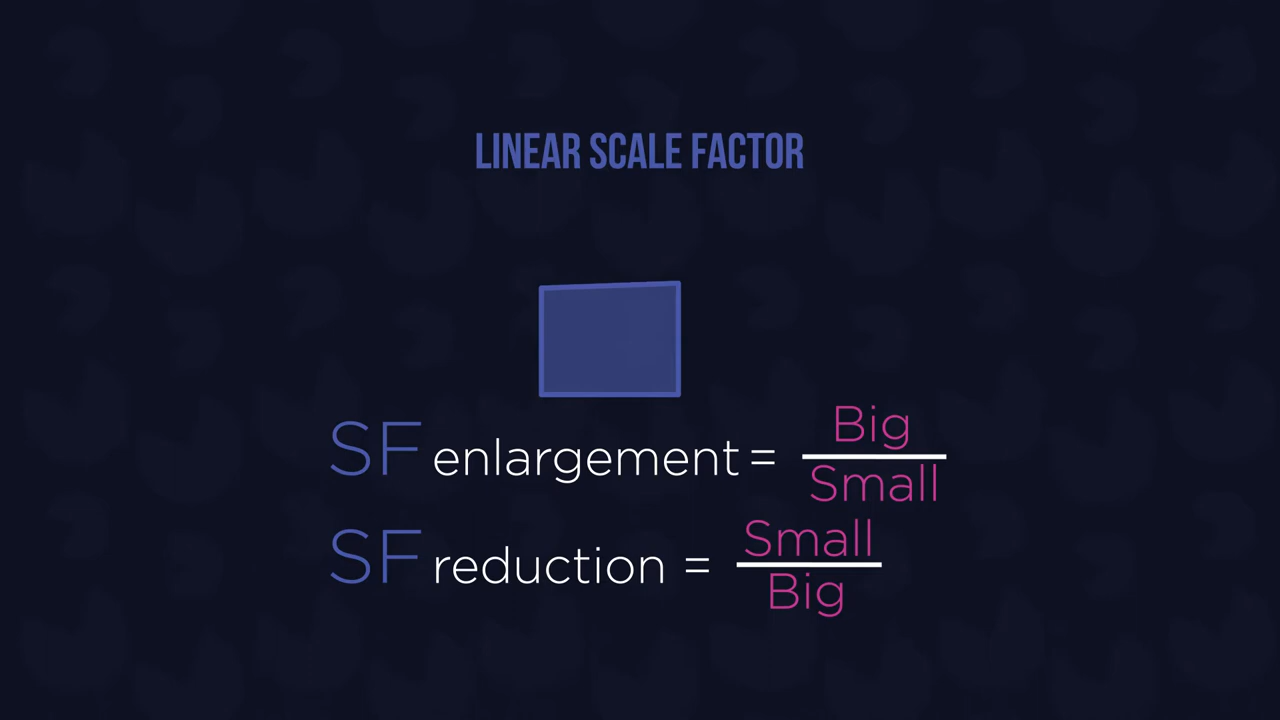 LINEAR SCALE FACTOR
SF enlargement = Big
Small
SF reduction = Small
Big